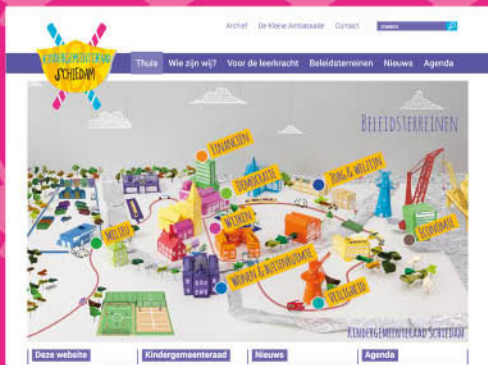 Archief De Kleine Ambassade Contact zoeken
KINDERGEMEENTERAAD
SCHIEDAM
Thuis Wie zijn wij? Voor de leerkracht Beleidsterreinen Nieuws Agenda
BELEIDSTERREINEN
FINANCIËN
DEMOCRATIE
ZORG & WELZIJN
MILIEU
WIJKEN
ECONOMIE
WONEN & BUITENRUIMTE
VEILIGHEID
KINDERGEMEENTERAAD SCHIEDAM
Deze website Kindergemeenteraad Nieuws Agenda